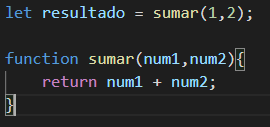 let resultado = sumar(1,2);
function sumar(num1,num2){
return num1 + num2;
}